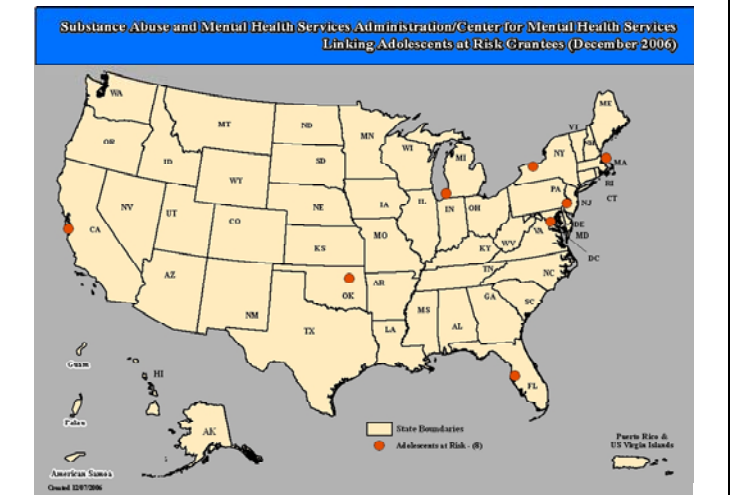 Substance Abuse and Mental Health Services Administration/Center for Mental Health Services
Linking Adolescents at Risk Grantees (December 2006)
WA
ME
MT
ND
VT
OR
MN
NH
WI
MI
NY
ID
SD
MA
WY
RI
PA
CT
NV
NE
IA
IL
IN
OH
NJ
UT
CO
DE
CA
MO
VA
MD
KS
KY
WV
DC
AZ
OK
AR
TN
NC
NM
MS
GA
SC
TX
LA
AL
Guam
HI
FL
Palau
AK
State Boundaries
Adolescents at Risk - (8)
Puerto Rico &
US Virgin Islands
American Samoa
Created 12/07/2006